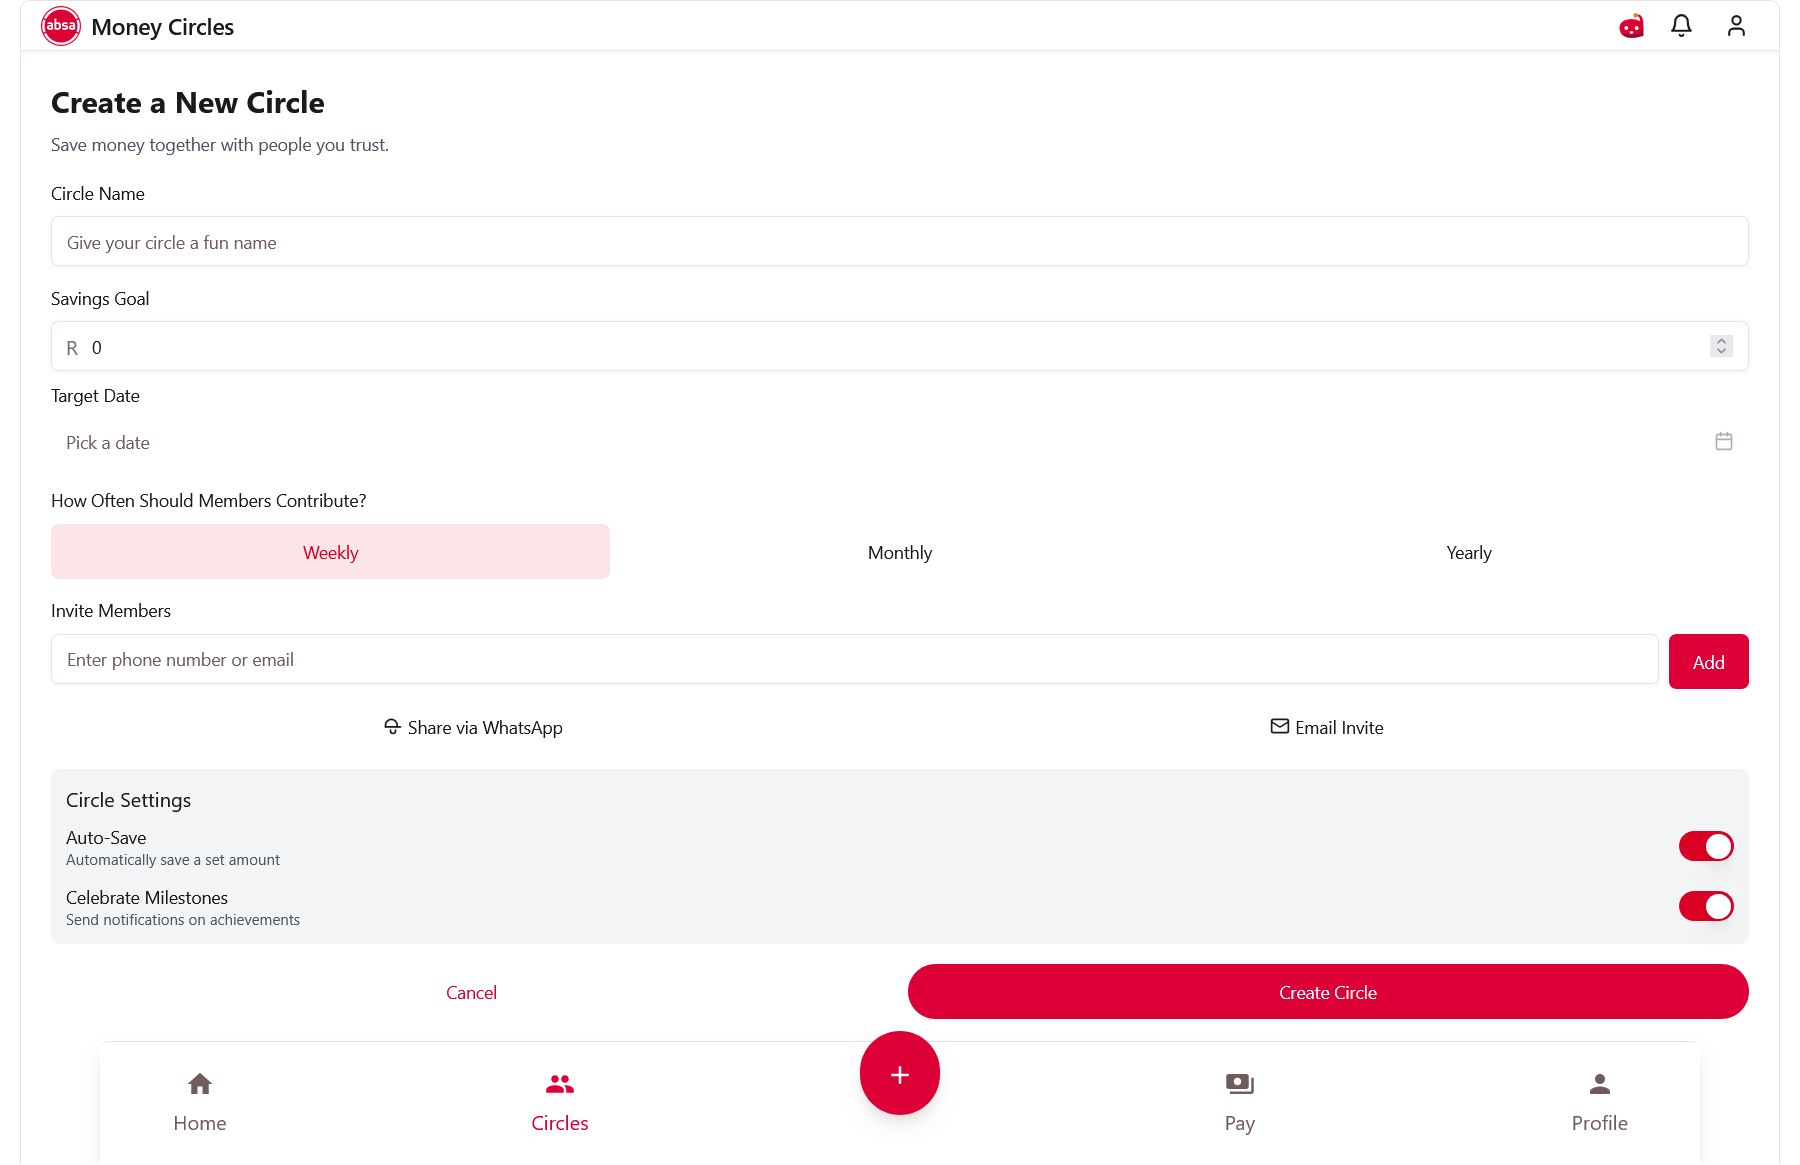 absa Money Circles
Create a New Circle
Save money together with people you trust.
Circle Name
Give your circle a fun name
Savings Goal
R 0
Target Date
Pick a date
How Often Should Members Contribute?
Weekly Monthly Yearly
Invite Members
Enter phone number or email Add
Share via WhatsApp Email Invite
Circle Settings
Auto-Save
Automatically save a set amount
Celebrate Milestones
Send notifications on achievements
Cancel Create Circle
+
Home Circles Pay Profile